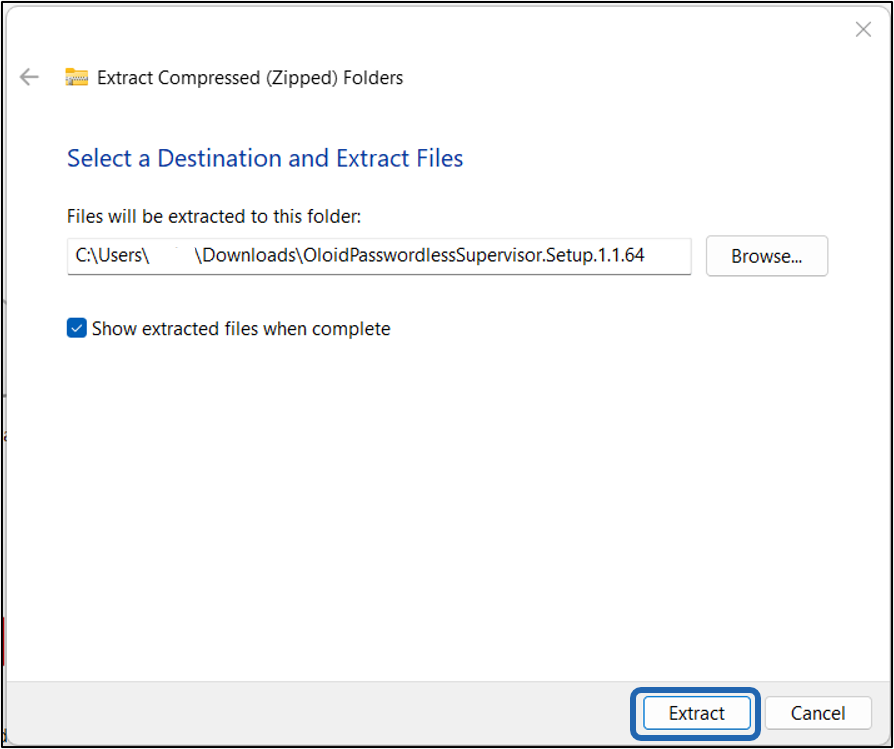 Extract Compressed (Zipped) Folders
Select a Destination and Extract Files
Files will be extracted to this folder:
C:\Users\ \Downloads\OloidPasswordlessSupervisor.Setup.1.1.64
Browse...
Show extracted files when complete
Extract
Cancel